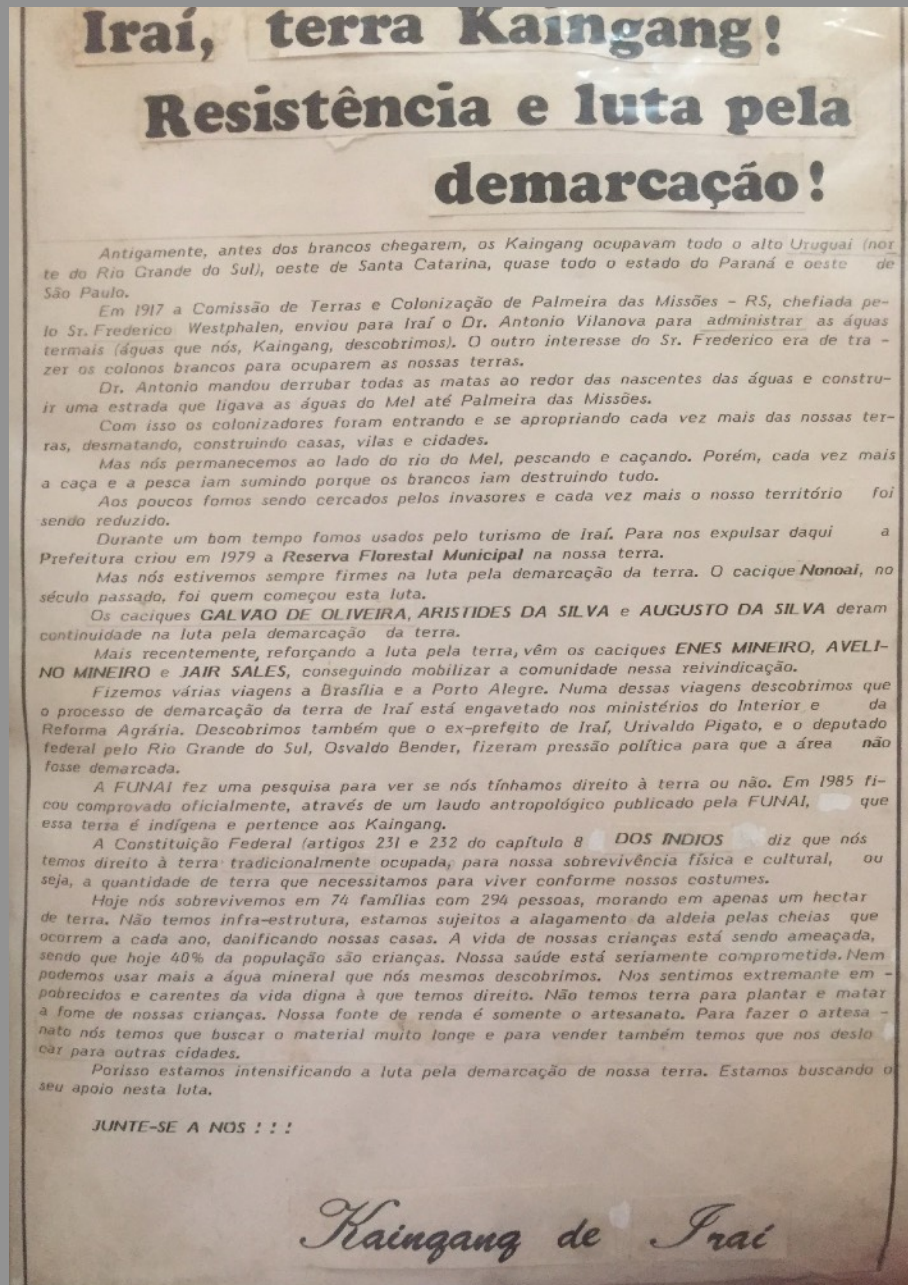 Iraí, terra Kaingang!
Resistência e luta pela
demarcação!
Antigamente, antes dos brancos chegarem, os Kaingang ocupavam todo o alto Uruguai (nor
te do Rio Grande do Sul), oeste de Santa Catarina, quase todo o estado do Paraná e oeste de
São Paulo.
Em 1917 a Comissão de Terras e Colonização de Palmeira das Missões - RS, chefiada pe-
lo Sr. Frederico Westphalen, enviou para Iraí o Dr. Antonio Vilanova para administrar as águas
termais (águas que nós, Kaingang, descobrimos). O outro interesse do Sr. Frederico era de tra -
zer os colonos brancos para ocuparem as nossas terras.
Dr. Antonio mandou derrubar todas as matas ao redor das nascentes das águas e constru-
ir uma estrada que ligava as águas do Mel até Palmeira das Missões.
Com isso os colonizadores foram entrando e se apropriando cada vez mais das nossas ter-
ras, desmatando, construindo casas, vilas e cidades.
Mas nós permanecemos ao lado do rio do Mel, pescando e caçando. Porém, cada vez mais
a caça e a pesca iam sumindo porque os brancos iam destruindo tudo.
Aos poucos fomos sendo cercados pelos invasores e cada vez mais o nosso território foi
sendo reduzido.
Durante um bom tempo fomos usados pelo turismo de Iraí. Para nos expulsar daqui a
Prefeitura criou em 1979 a Reserva Florestal Municipal na nossa terra.
Mas nós estivemos sempre firmes na luta pela demarcação da terra. O cacique Nonoai, no
século passado, foi quem começou esta luta.
Os caciques GALVÃO DE OLIVEIRA, ARISTIDES DA SILVA e AUGUSTO DA SILVA deram
continuidade na luta pela demarcação da terra.
Mais recentemente, reforçando a luta pela terra, vêm os caciques ENES MINEIRO, AVELI-
NO MINEIRO e JAIR SALES, conseguindo mobilizar a comunidade nessa reivindicação.
Fizemos várias viagens a Brasília e a Porto Alegre. Numa dessas viagens descobrimos que
o processo de demarcação da terra de Iraí está engavetado nos ministérios do Interior e da
Reforma Agrária. Descobrimos também que o ex-prefeito de Iraí, Urivaldo Pigato, e o deputado
federal pelo Rio Grande do Sul, Osvaldo Bender, fizeram pressão política para que a área não
fosse demarcada.
A FUNAI fez uma pesquisa para ver se nós tínhamos direito à terra ou não. Em 1985 fi-
cou comprovado oficialmente, através de um laudo antropológico publicado pela FUNAI, que
essa terra é indígena e pertence aos Kaingang.
A Constituição Federal (artigos 231 e 232 do capítulo 8 DOS INDIOS diz que nós
temos direito à terra tradicionalmente ocupada, para nossa sobrevivência física e cultural, ou
seja, a quantidade de terra que necessitamos para viver conforme nossos costumes.
Hoje nós sobrevivemos em 74 famílias com 294 pessoas, morando em apenas um hectar
de terra. Não temos infra-estrutura, estamos sujeitos a alagamento da aldeia pelas cheias que
ocorrem a cada ano, danificando nossas casas. A vida de nossas crianças está sendo ameaçada,
sendo que hoje 40% da população são crianças. Nossa saúde está seriamente comprometida. Nem
podemos usar mais a água mineral que nós mesmos descobrimos. Nos sentimos extremante em -
pobrecidos e carentes da vida digna à que temos direito. Não temos terra para plantar e matar
a fome de nossas crianças. Nossa fonte de renda é somente o artesanato. Para fazer o artesa -
nato nós temos que buscar o material muito longe e para vender também temos que nos deslo
car para outras cidades.
Porisso estamos intensificando a luta pela demarcação de nossa terra. Estamos buscando o
seu apoio nesta luta.
JUNTE-SE A NOS ! ! !
Kaingang de Iraí